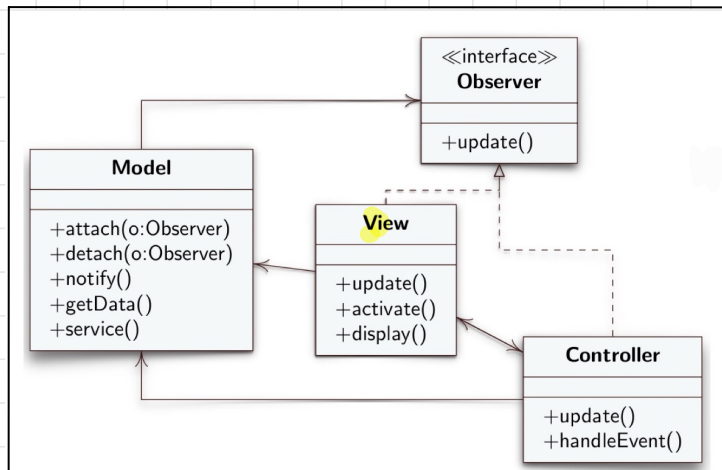 ≪interface≫
Observer
+update()
Model
+attach(o:Observer)
+detach(o:Observer)
+notify()
+getData()
+service()
View
+update()
+activate()
+display()
Controller
+update()
+handleEvent()